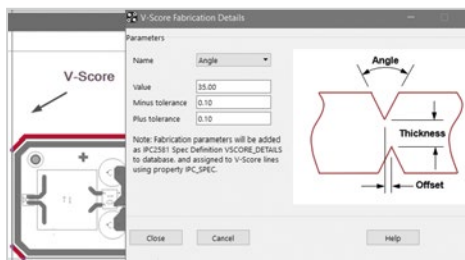 V-Score Fabrication Details
Parameters
Name
Angle
Value
35.00
Minus tolerance
0.10
Plus tolerance
0.10
Note: Fabrication parameters will be added
as IPC2581 Spec Definition VSCORE_DETAILS
to database. and assigned to V-Score lines
using property IPC_SPEC.
Close
Cancel
Help
Angle
Thickness
Offset
V-Score
T1